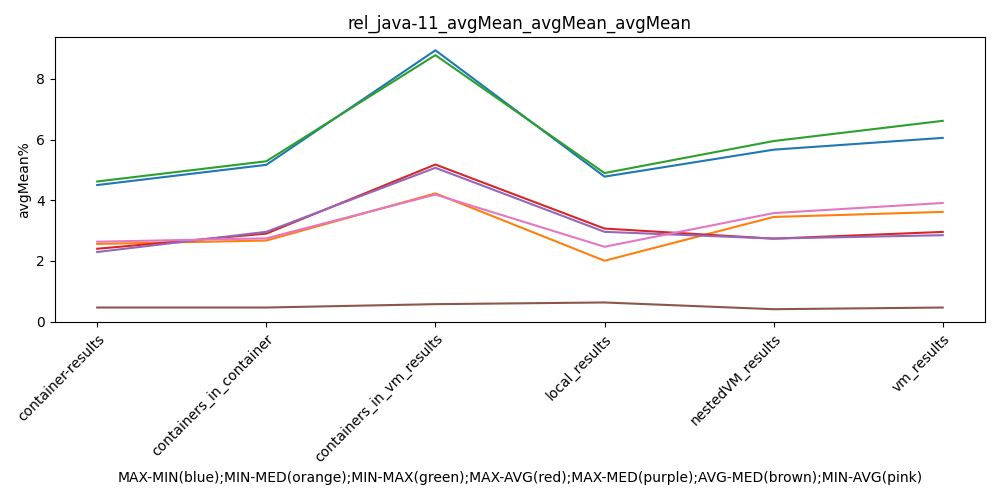 rel_java-11_avgMean_avgMean_avgMean
avgMean%
8
6
4
2
0
container-results
containers_in_container
containers_in_vm_results
local_results
nestedVM_results
vm_results
MAX-MIN(blue);MIN-MED(orange);MIN-MAX(green);MAX-AVG(red);MAX-MED(purple);AVG-MED(brown);MIN-AVG(pink)